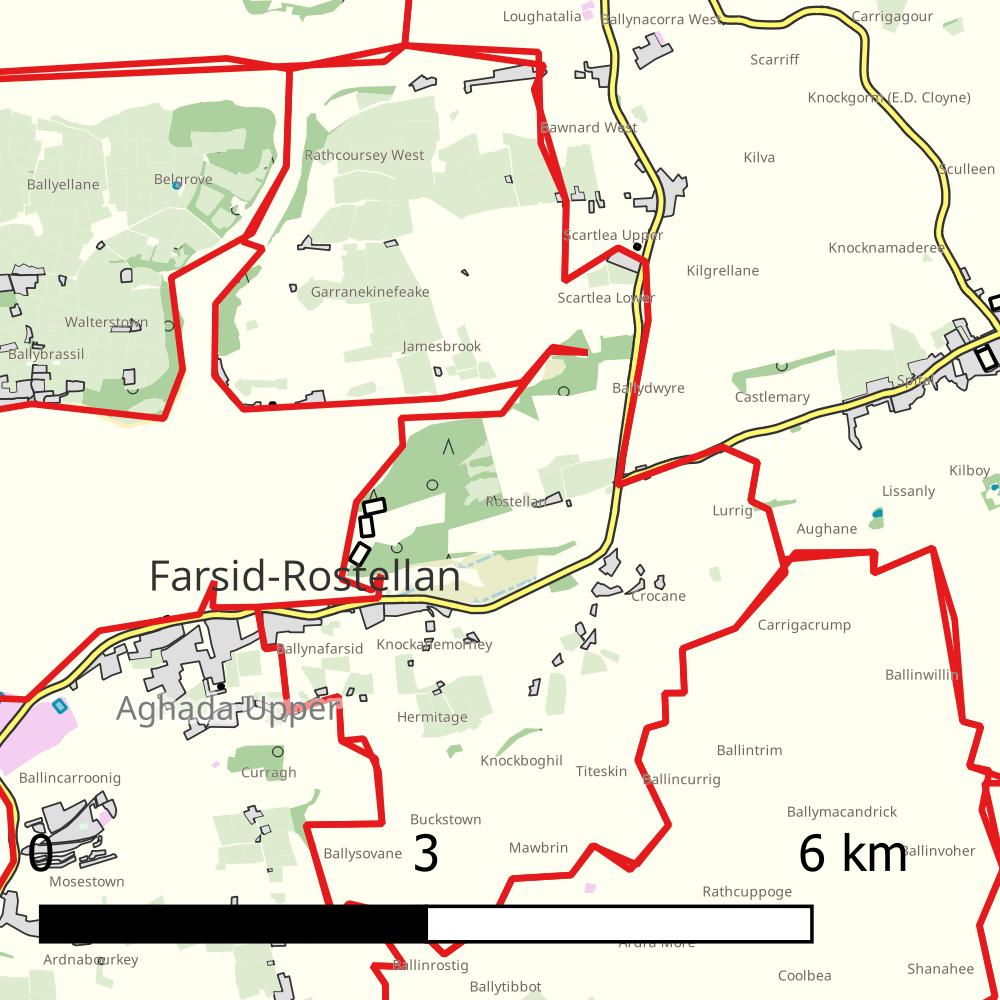 Loughatalia
Ballynacorra West
Carrigagour
Scarriff
Knockgorm (E.D. Cloyne)
Bawnard West
Rathcoursey West
Kilva
Sculleen
Belgrove
Ballyellane
Scartlea Upper
Knocknamaderee
Kilgrellane
Garranekinefeake
Scartlea Lower
Walterstown
Jamesbrook
Ballybrassil
Spital
Ballydwyre
Castlemary
Kilboy
Lissanly
Rostellan
Lurrig
Aughane
Farsid-Rostellan
Crocane
Carrigacrump
Knockanemorney
Ballynafarsid
Ballinwillin
Aghada Upper
Hermitage
Ballintrim
Knockboghil
Titeskin
Curragh
Ballincarroonig
Ballincurrig
Ballymacandrick
Buckstown
Mawbrin
Ballinvoher
Ballysovane
0 3 6 km
Mosestown
Rathcuppoge
Ardra More
Ardnabourkey
Ballinrostig
Shanahee
Coolbea
Ballytibbot